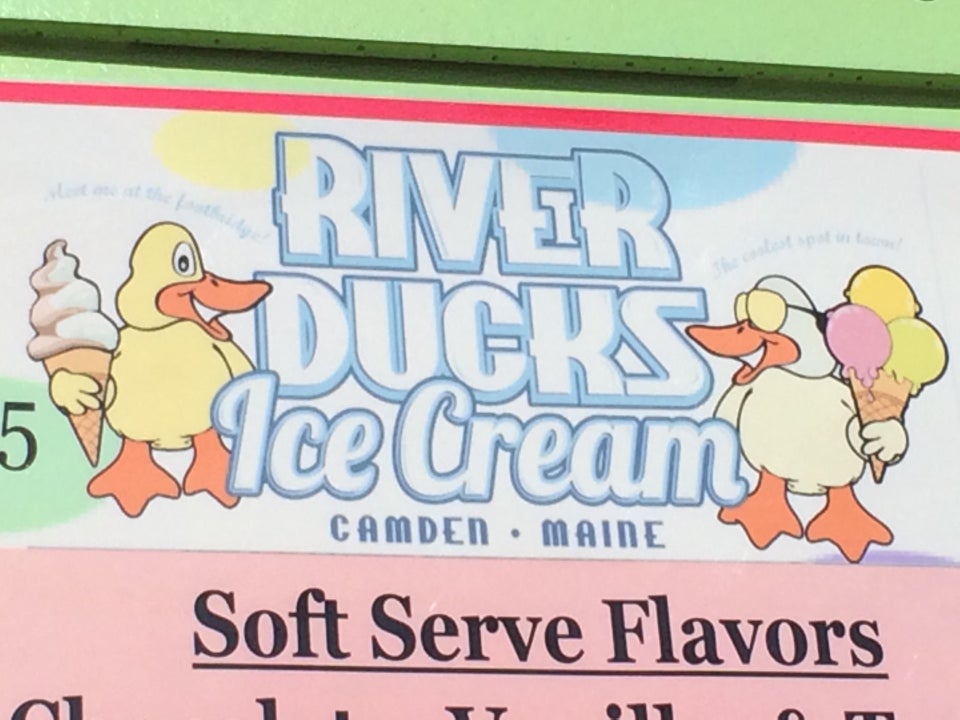 Meet me at the footbridge!
The coolest spot in town!
RIVER
DUCKS
Ice Cream
CAMDEN • MAINE
5
Soft Serve Flavors